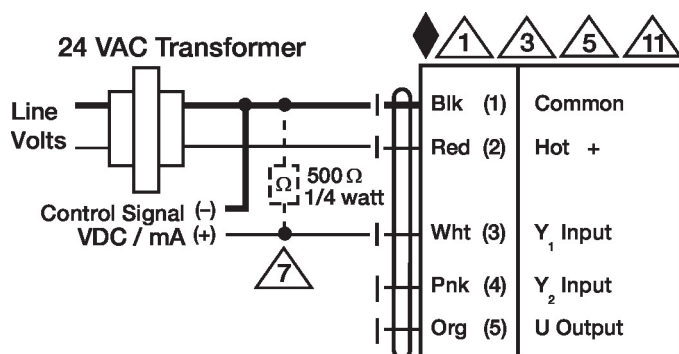 1 3 5 11
24 VAC Transformer
Line
Volts
Blk (1) Common
Red (2) Hot +
Ω 500 Ω
1/4 watt
Control Signal (–)
VDC / mA (+)
Wht (3) Y1 Input
7
Pnk (4) Y2 Input
Org (5) U Output